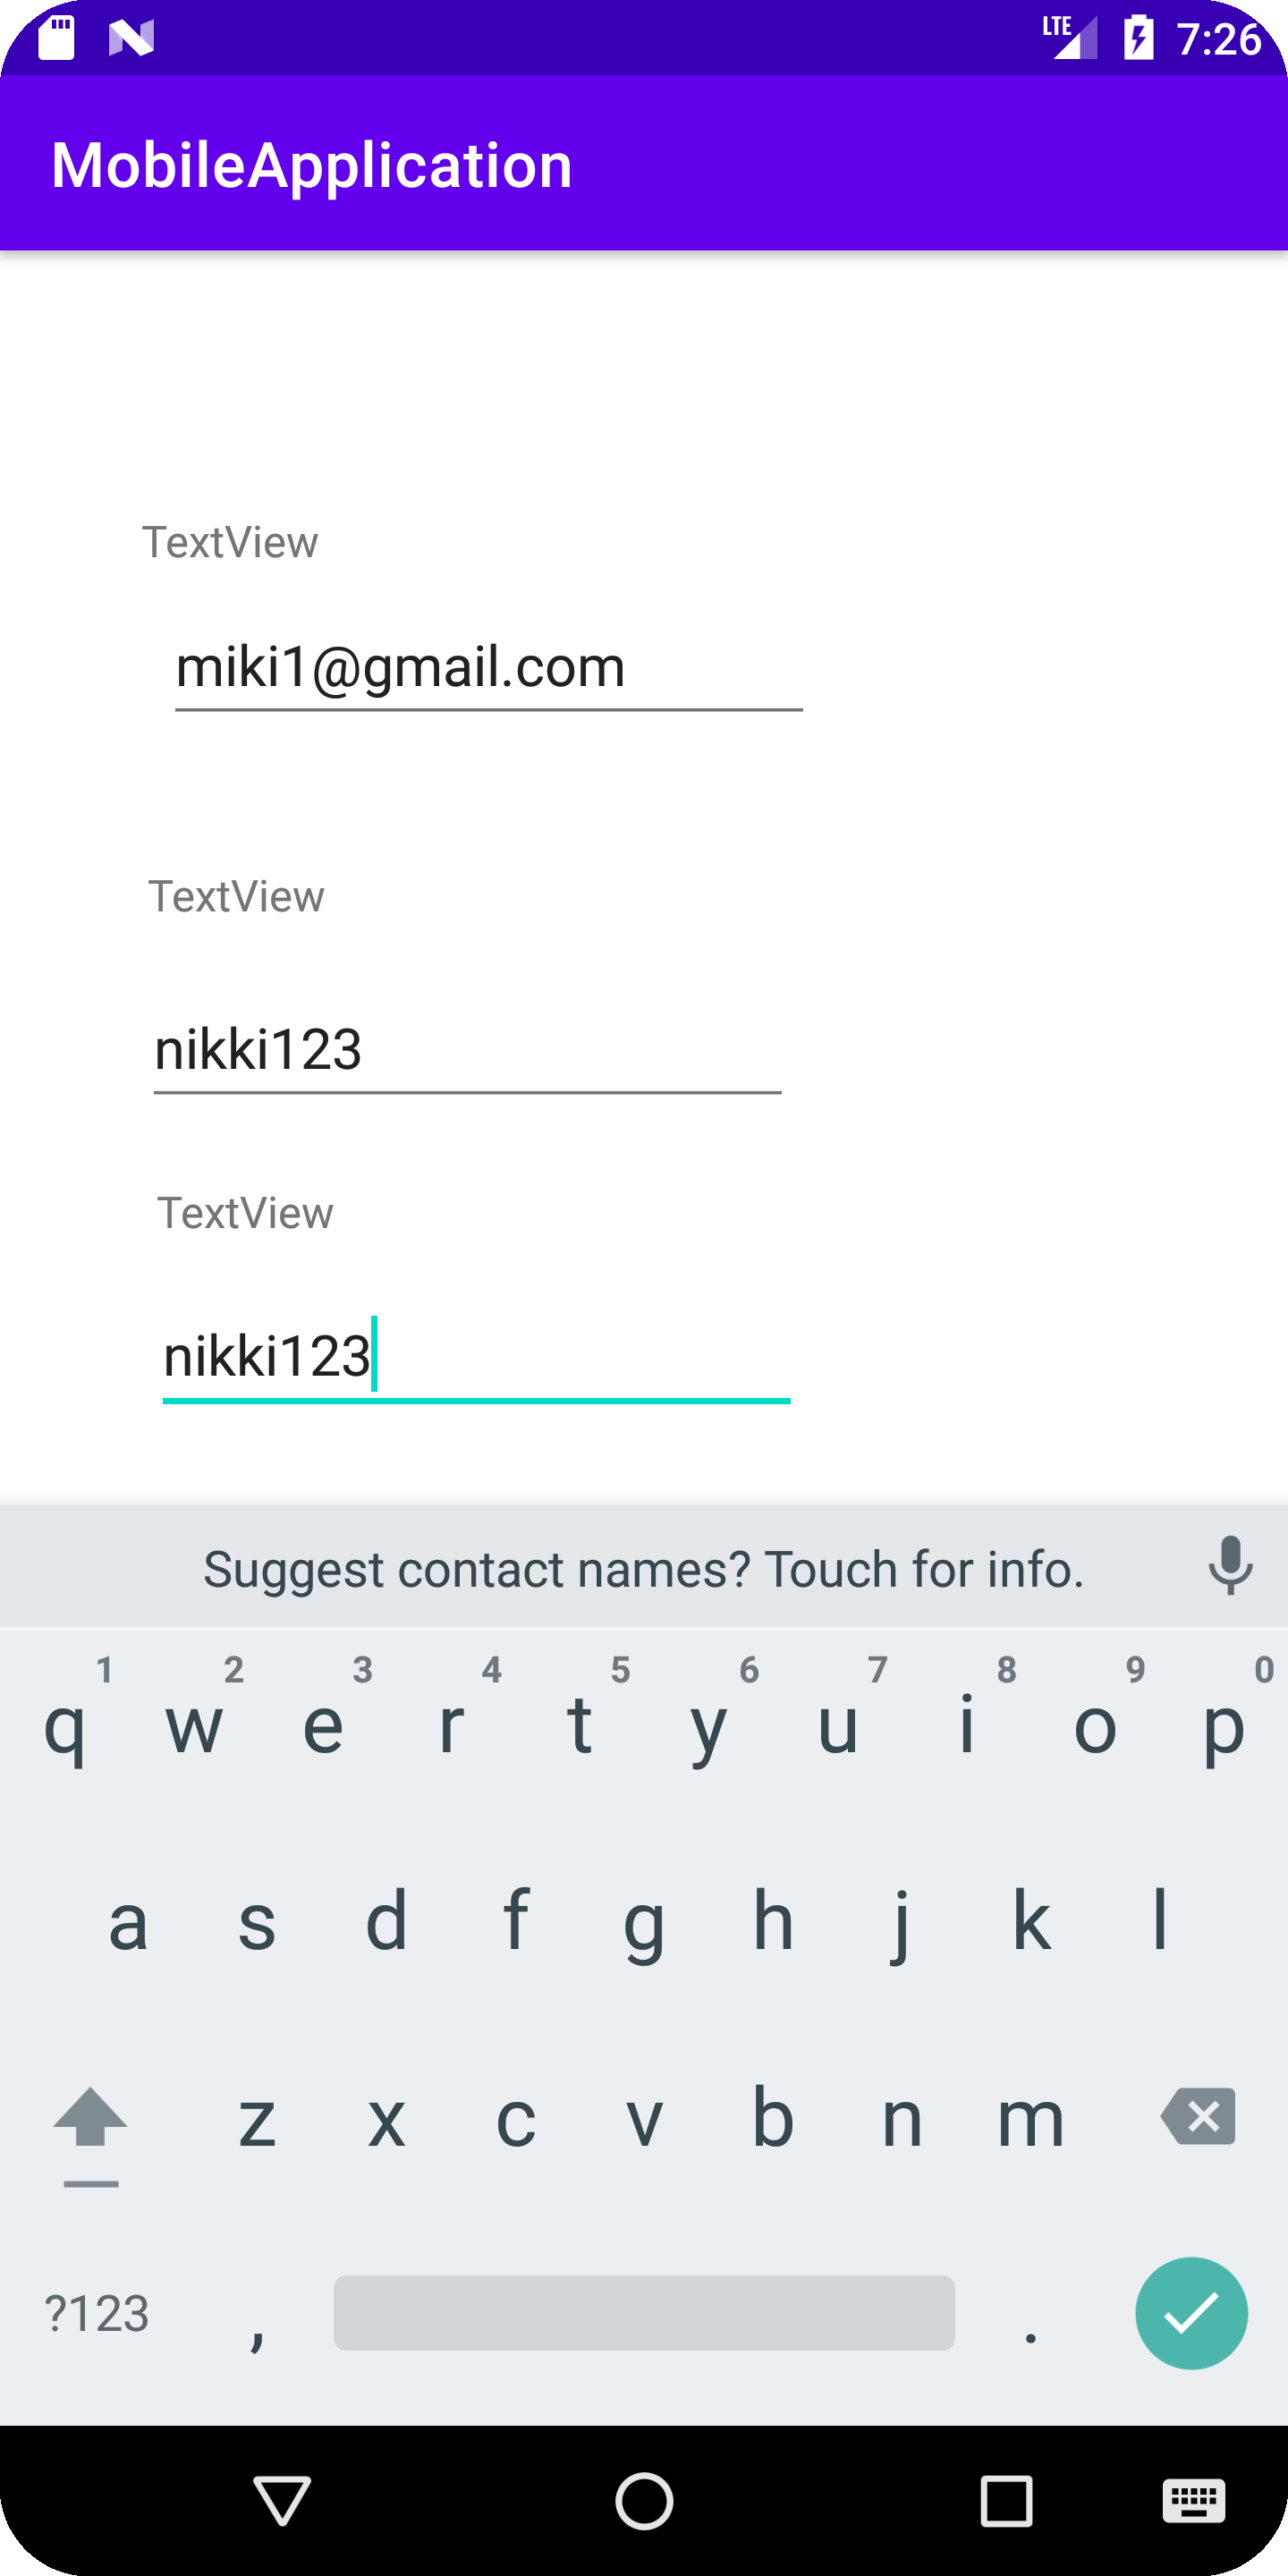 LTE 7:26
MobileApplication
TextView
miki1@gmail.com
TextView
nikki123
TextView
nikki123
Suggest contact names? Touch for info.
1 2 3 4 5 6 7 8 9 0
q w e r t y u i o p
a s d f g h j k l
z x c v b n m
?123 , .